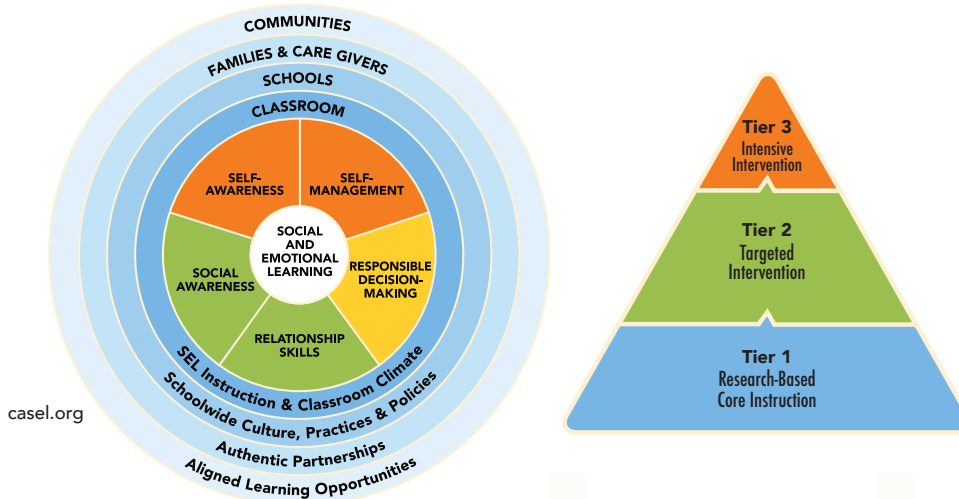 COMMUNITIES
FAMILIES & CARE GIVERS
SCHOOLS
CLASSROOM
SELF-
AWARENESS
SELF-
MANAGEMENT
SOCIAL
AND
EMOTIONAL
LEARNING
SOCIAL
AWARENESS
RESPONSIBLE
DECISION-
MAKING
RELATIONSHIP
SKILLS
SEL Instruction & Classroom Climate
Schoolwide Culture, Practices & Policies
Authentic Partnerships
Aligned Learning Opportunities
casel.org
Tier 3
Intensive
Intervention
Tier 2
Targeted
Intervention
Tier 1
Research-Based
Core Instruction